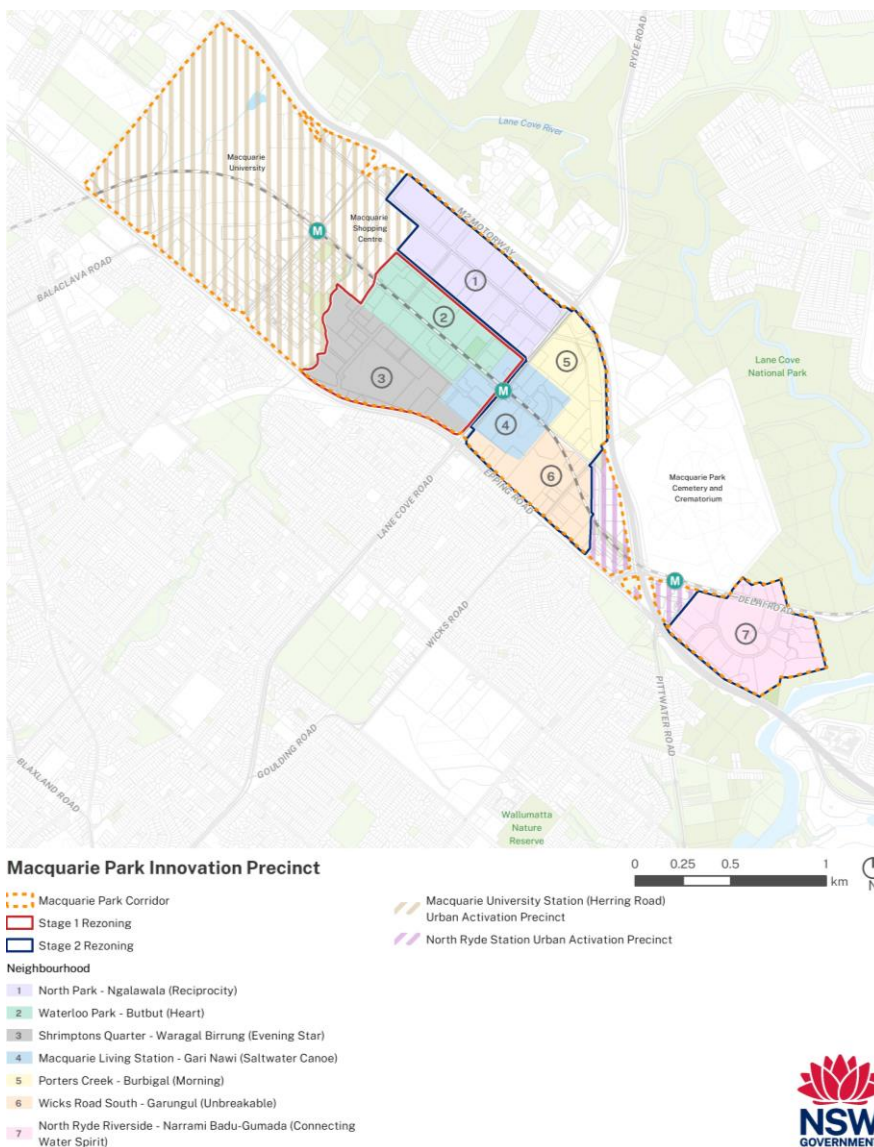 RYDE ROAD
Lane Cove River
Macquarie
University
M2 MOTORWAY
Macquarie
Shopping
Centre
M
BALACLAVA ROAD
1
2
5
3
Lane Cove
National Park
M
4
Macquarie Park
Cemetery and
Crematorium
6
EPPING ROAD
LANE COVE ROAD
M
DELHI ROAD
WICKS ROAD
7
PITTWATER ROAD
GOULDING ROAD
BLAXLAND ROAD
Wallumatta
Nature
Reserve
Macquarie Park Innovation Precinct
0 0.25 0.5 1
km
N
Macquarie Park Corridor
Stage 1 Rezoning
Stage 2 Rezoning
Macquarie University Station (Herring Road)
Urban Activation Precinct
North Ryde Station Urban Activation Precinct
Neighbourhood
1 North Park - Ngalawala (Reciprocity)
2 Waterloo Park - Butbut (Heart)
3 Shrimptons Quarter - Waragal Birrung (Evening Star)
4 Macquarie Living Station - Gari Nawi (Saltwater Canoe)
5 Porters Creek - Burbigal (Morning)
6 Wicks Road South - Garungul (Unbreakable)
7 North Ryde Riverside - Narrami Badu-Gumada (Connecting
Water Spirit)
NSW
GOVERNMENT